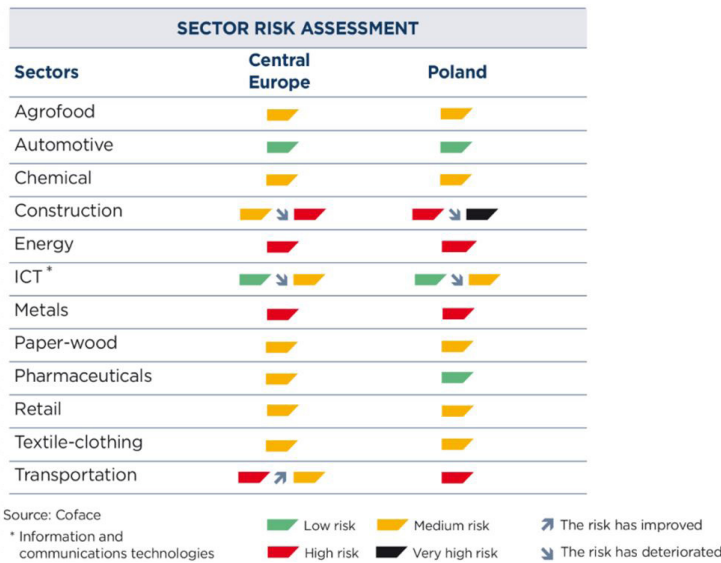 SECTOR RISK ASSESSMENT
Sectors
Central
Europe
Poland
Agrofood
Automotive
Chemical
Construction
Energy
ICT *
Metals
Paper-wood
Pharmaceuticals
Retail
Textile-clothing
Transportation
Source: Coface
* Information and
communications technologies
Low risk
Medium risk
The risk has improved
High risk
Very high risk
The risk has deteriorated